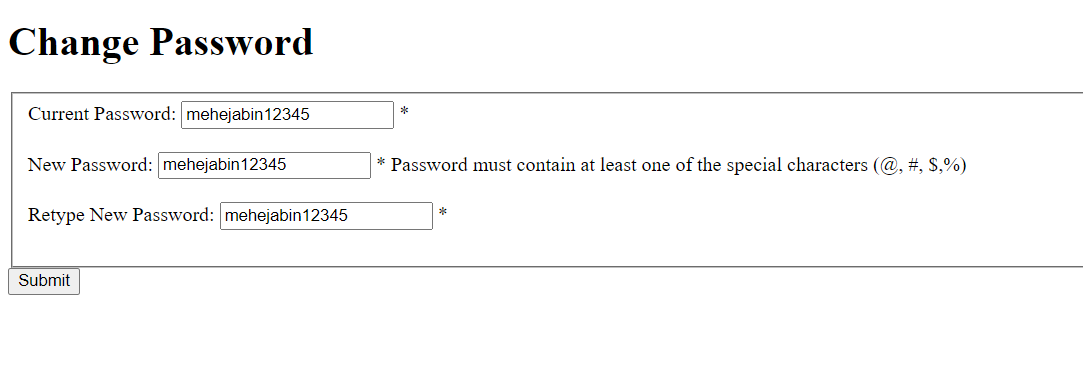 Change Password
Current Password: mehejabin12345 *
New Password: mehejabin12345 * Password must contain at least one of the special characters (@, #, $,%)
Retype New Password: mehejabin12345 *
Submit